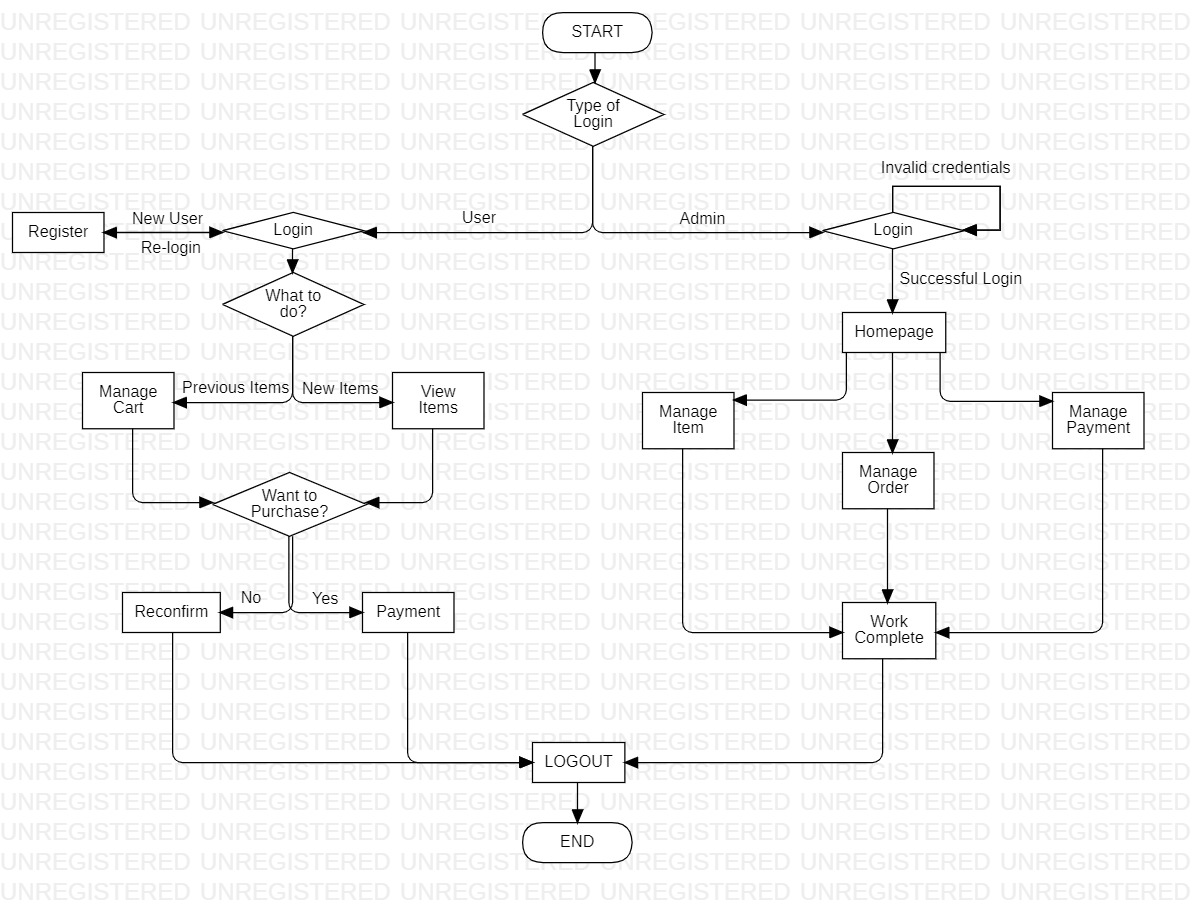 START
Type of
Login
Invalid credentials
New User
User
Admin
Register
Login
Login
Re-login
Successful Login
What to
do?
Homepage
Manage
Cart
Previous Items
New Items
View
Items
Manage
Item
Manage
Payment
Manage
Order
Want to
Purchase?
No
Yes
Reconfirm
Payment
Work
Complete
LOGOUT
END
UNREGISTERED